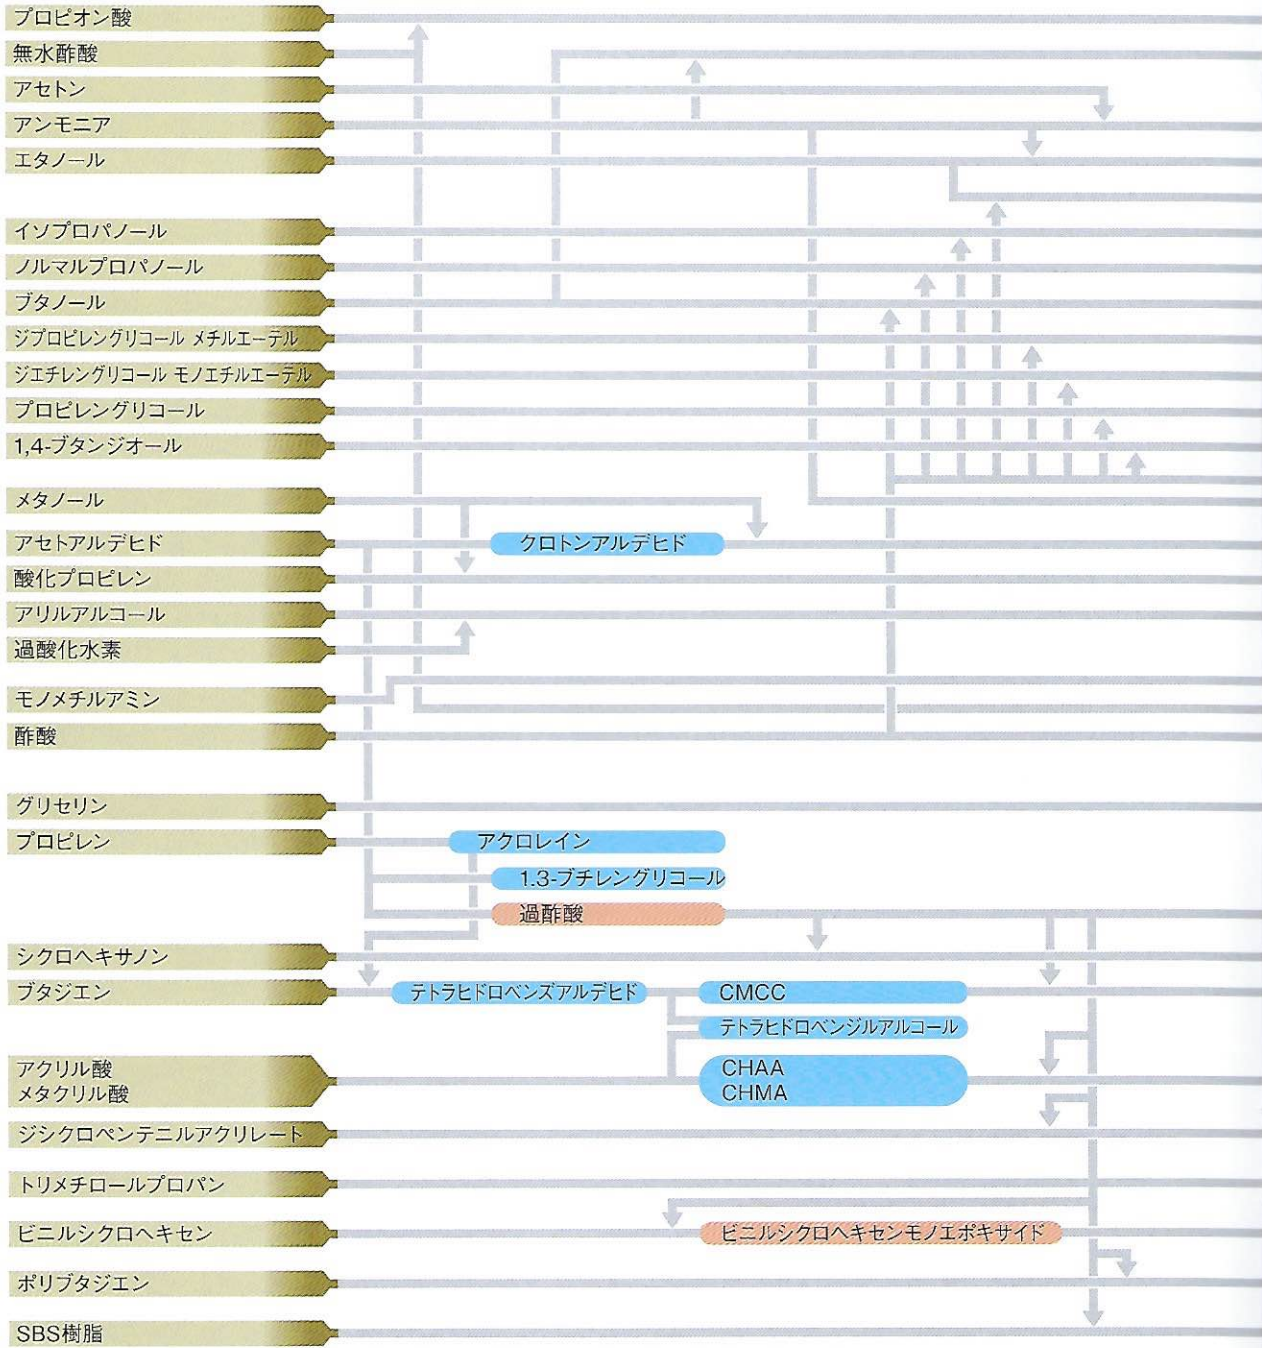 プロピオン酸
無水酢酸
アセトン
アンモニア
エタノール
イソプロパノール
ノルマルプロパノール
ブタノール
ジプロピレングリコール メチルエーテル
ジエチレングリコール モノエチルエーテル
プロピレングリコール
1,4-ブタンジオール
メタノール
アセトアルデヒド
クロトンアルデヒド
酸化プロピレン
アリルアルコール
過酸化水素
モノメチルアミン
酢酸
グリセリン
プロピレン
アクロレイン
1.3-ブチレングリコール
過酢酸
シクロヘキサノン
ブタジエン
テトラヒドロベンズアルデヒド
CMCC
テトラヒドロベンジルアルコール
アクリル酸
メタクリル酸
CHAA
CHMA
ジシクロペンテニルアクリレート
トリメチロールプロパン
ビニルシクロヘキセン
ビニルシクロヘキセンモノエポキサイド
ポリブタジエン
SBS樹脂